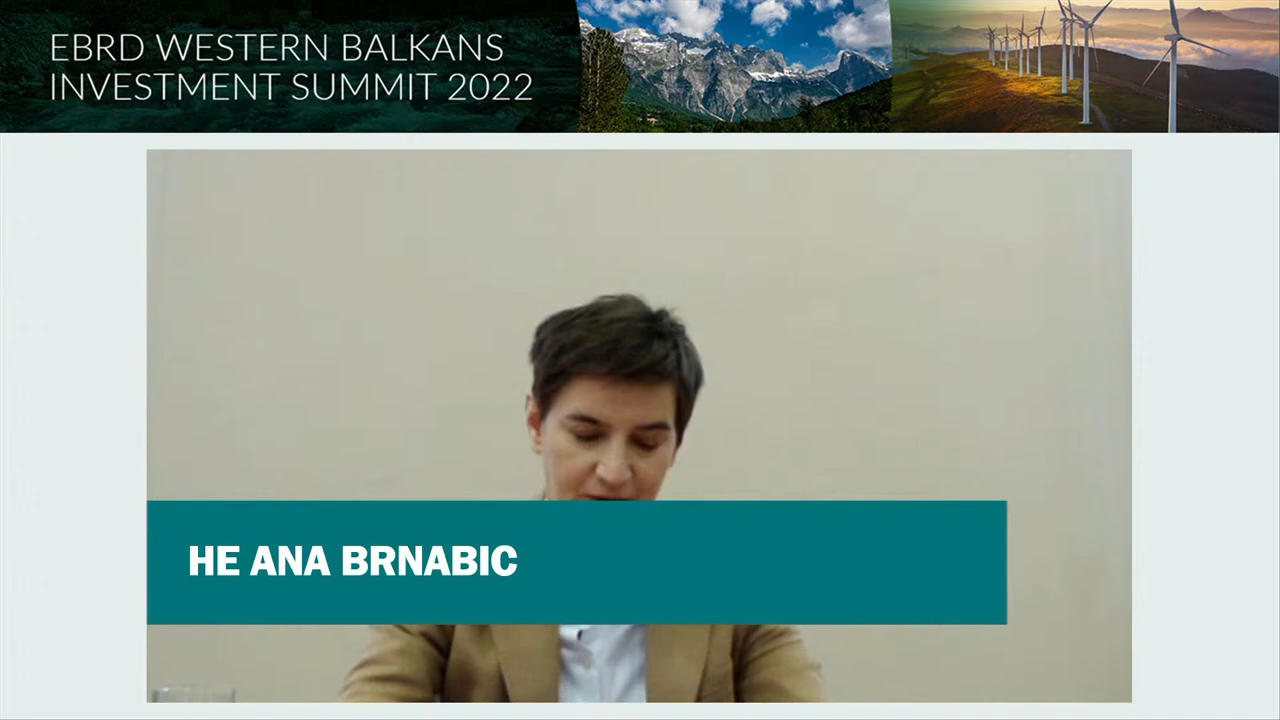 EBRD WESTERN BALKANS
INVESTMENT SUMMIT 2022
HE ANA BRNABIC